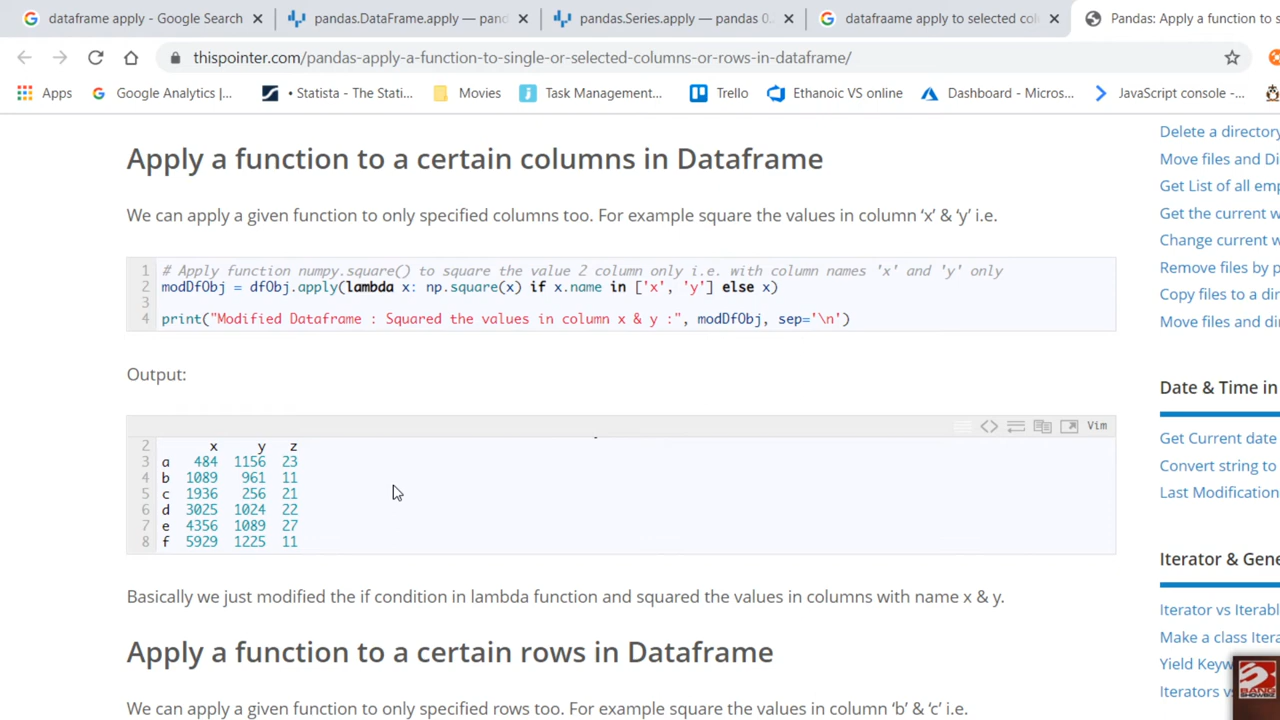 dataframe apply - Google Search
pandas.DataFrame.apply — pand
pandas.Series.apply — pandas 0.
datafraame apply to selected col
Pandas: Apply a function to s
thispointer.com/pandas-apply-a-function-to-single-or-selected-columns-or-rows-in-dataframe/
Apps
Google Analytics |...
• Statista - The Stati...
Movies
Task Management...
Trello
Ethanoic VS online
Dashboard - Micros...
JavaScript console -...
Apply a function to a certain columns in Dataframe
We can apply a given function to only specified columns too. For example square the values in column ‘x’ & ‘y’ i.e.
1 # Apply function numpy.square() to square the value 2 column only i.e. with column names 'x' and 'y' only
2 modDfObj = dfObj.apply(lambda x: np.square(x) if x.name in ['x', 'y'] else x)
3
4 print("Modified Dataframe : Squared the values in column x & y :", modDfObj, sep='\n')
Output:
Vim
2 x y z
3 a 484 1156 23
4 b 1089 961 11
5 c 1936 256 21
6 d 3025 1024 22
7 e 4356 1089 27
8 f 5929 1225 11
Basically we just modified the if condition in lambda function and squared the values in columns with name x & y.
Apply a function to a certain rows in Dataframe
We can apply a given function to only specified rows too. For example square the values in column ‘b’ & ‘c’ i.e.
Delete a directory
Move files and Di
Get List of all emp
Get the current w
Change current w
Remove files by p
Copy files to a dir
Move files and dir
Date & Time in
Get Current date
Convert string to
Last Modification
Iterator & Gene
Iterator vs Iterabl
Make a class Itera
Yield Keyw
Iterators vs